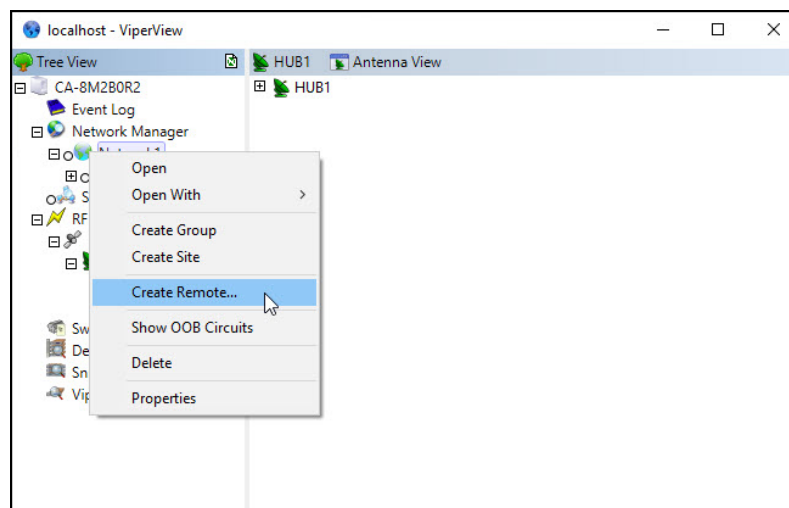 localhost - ViperView
Tree View
HUB1 Antenna View
CA-8M2B0R2
HUB1
Event Log
Network Manager
Open
Open With
Create Group
Create Site
RF
Create Remote...
Show OOB Circuits
Delete
Properties